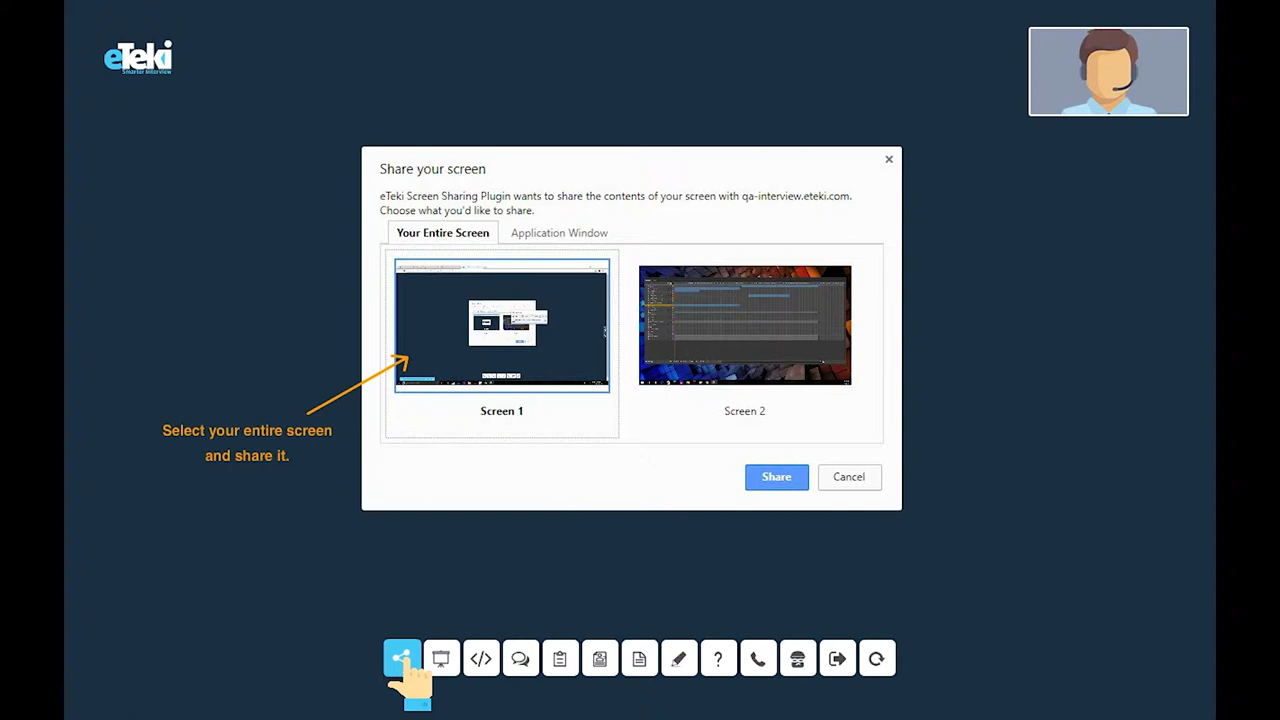 eTeki
Smarter Interview
Share your screen
eTeki Screen Sharing Plugin wants to share the contents of your screen with qa-interview.eteki.com.
Choose what you'd like to share.
Your Entire Screen
Application Window
Screen 1
Screen 2
Select your entire screen
and share it.
Share
Cancel